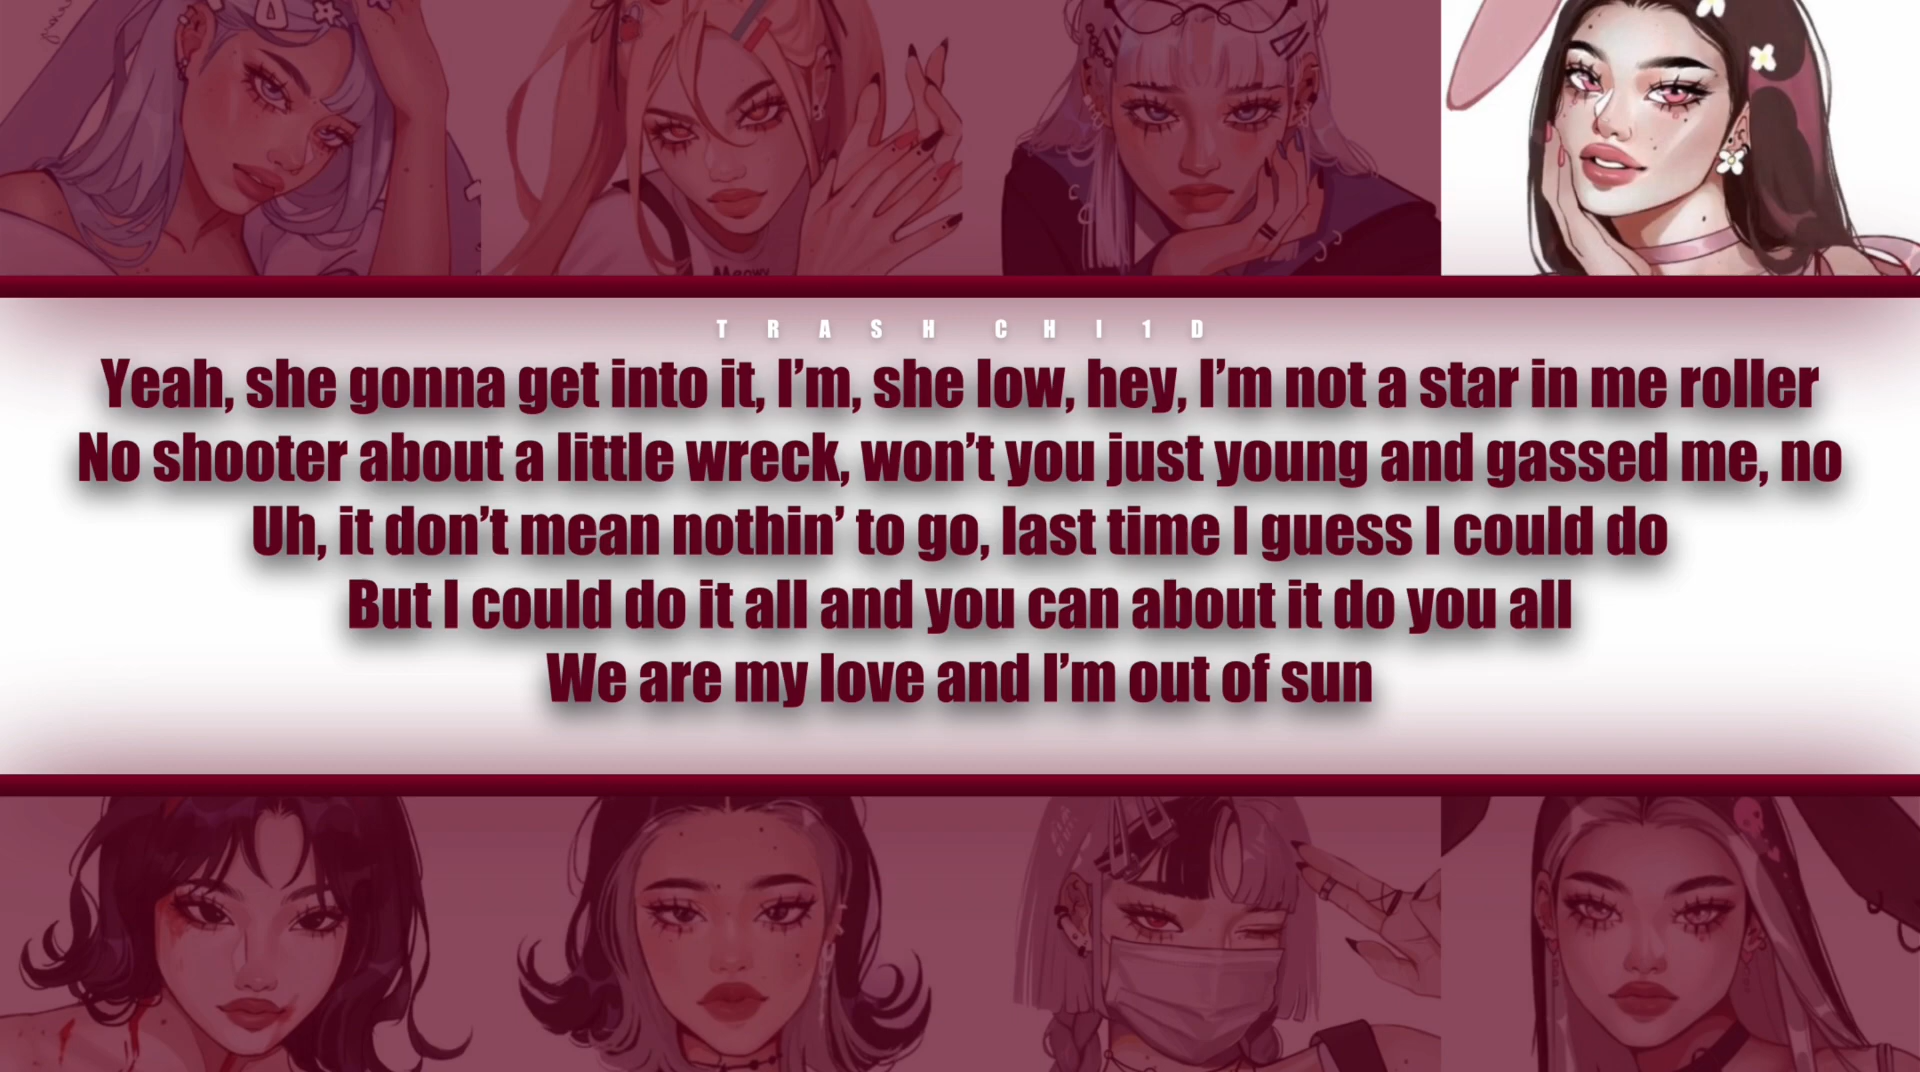 Meowy
T R A S H C H I 1 D
Yeah, she gonna get into it, I’m, she low, hey, I’m not a star in me roller
No shooter about a little wreck, won’t you just young and gassed me, no
Uh, it don’t mean nothin’ to go, last time I guess I could do
But I could do it all and you can about it do you all
We are my love and I’m out of sun